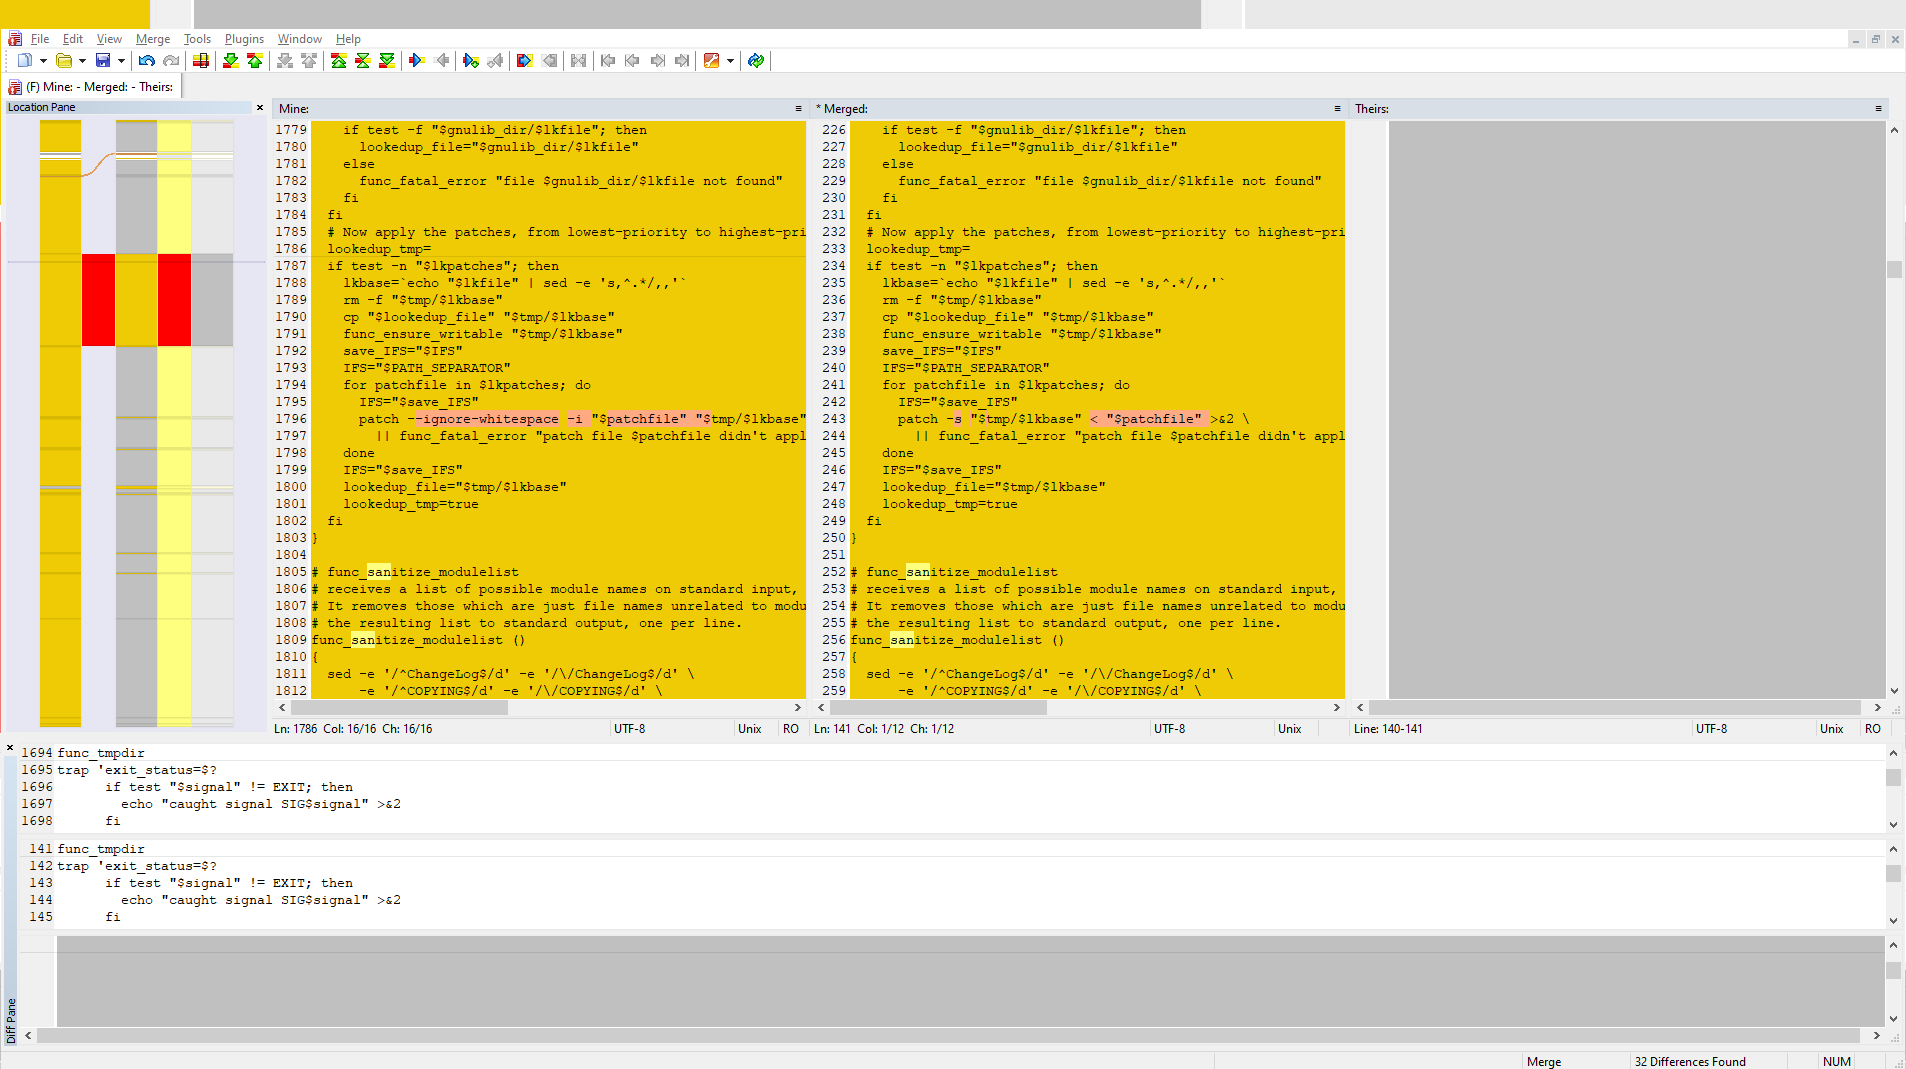 File Edit View Merge Tools Plugins Window Help
(F) Mine: - Merged: - Theirs:
Location Pane
Mine:
1779     if test -f "$gnulib_dir/$lkfile"; then
1780       lookedup_file="$gnulib_dir/$lkfile"
1781     else
1782       func_fatal_error "file $gnulib_dir/$lkfile not found"
1783     fi
1784   fi
1785   # Now apply the patches, from lowest-priority to highest-pri
1786   lookedup_tmp=
1787   if test -n "$lkpatches"; then
1788     lkbase=`echo "$lkfile" | sed -e 's,^.*/,,'`
1789     rm -f "$tmp/$lkbase"
1790     cp "$lookedup_file" "$tmp/$lkbase"
1791     func_ensure_writable "$tmp/$lkbase"
1792     save_IFS="$IFS"
1793     IFS="$PATH_SEPARATOR"
1794     for patchfile in $lkpatches; do
1795       IFS="$save_IFS"
1796       patch --ignore-whitespace -i "$patchfile" "$tmp/$lkbase"
1797         || func_fatal_error "patch file $patchfile didn't appl
1798     done
1799     IFS="$save_IFS"
1800     lookedup_file="$tmp/$lkbase"
1801     lookedup_tmp=true
1802   fi
1803 }
1804
1805 # func_sanitize_modulelist
1806 # receives a list of possible module names on standard input,
1807 # It removes those which are just file names unrelated to modu
1808 # the resulting list to standard output, one per line.
1809 func_sanitize_modulelist ()
1810 {
1811   sed -e '/^ChangeLog$/d' -e '/\/ChangeLog$/d' \
1812       -e '/^COPYING$/d' -e '/\/COPYING$/d' \
Ln: 1786 Col: 16/16 Ch: 16/16 UTF-8 Unix RO
* Merged:
226     if test -f "$gnulib_dir/$lkfile"; then
227       lookedup_file="$gnulib_dir/$lkfile"
228     else
229       func_fatal_error "file $gnulib_dir/$lkfile not found"
230     fi
231   fi
232   # Now apply the patches, from lowest-priority to highest-pri
233   lookedup_tmp=
234   if test -n "$lkpatches"; then
235     lkbase=`echo "$lkfile" | sed -e 's,^.*/,,'`
236     rm -f "$tmp/$lkbase"
237     cp "$lookedup_file" "$tmp/$lkbase"
238     func_ensure_writable "$tmp/$lkbase"
239     save_IFS="$IFS"
240     IFS="$PATH_SEPARATOR"
241     for patchfile in $lkpatches; do
242       IFS="$save_IFS"
243       patch -s "$tmp/$lkbase" < "$patchfile" >&2 \
244         || func_fatal_error "patch file $patchfile didn't appl
245     done
246     IFS="$save_IFS"
247     lookedup_file="$tmp/$lkbase"
248     lookedup_tmp=true
249   fi
250 }
251
252 # func_sanitize_modulelist
253 # receives a list of possible module names on standard input,
254 # It removes those which are just file names unrelated to modu
255 # the resulting list to standard output, one per line.
256 func_sanitize_modulelist ()
257 {
258   sed -e '/^ChangeLog$/d' -e '/\/ChangeLog$/d' \
259       -e '/^COPYING$/d' -e '/\/COPYING$/d' \
Ln: 141 Col: 1/12 Ch: 1/12 UTF-8 Unix
Theirs:
Line: 140-141 UTF-8 Unix RO
Diff Pane
1694 func_tmpdir
1695 trap 'exit_status=$?
1696       if test "$signal" != EXIT; then
1697         echo "caught signal SIG$signal" >&2
1698       fi
141 func_tmpdir
142 trap 'exit_status=$?
143       if test "$signal" != EXIT; then
144         echo "caught signal SIG$signal" >&2
145       fi
Merge 32 Differences Found NUM